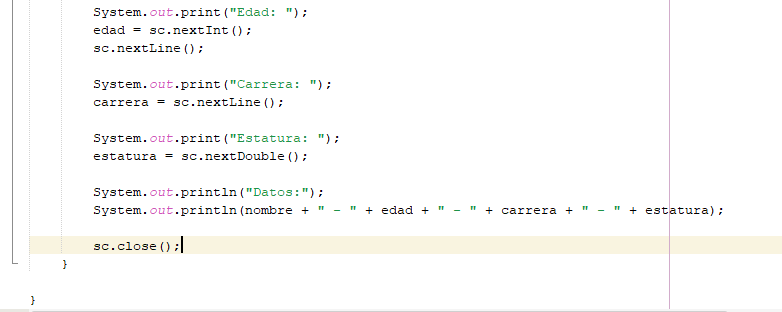 System.out.print("Edad: ");
edad = sc.nextInt();
sc.nextLine();
System.out.print("Carrera: ");
carrera = sc.nextLine();
System.out.print("Estatura: ");
estatura = sc.nextDouble();
System.out.println("Datos:");
System.out.println(nombre + " - " + edad + " - " + carrera + " - " + estatura);
sc.close();
}
}